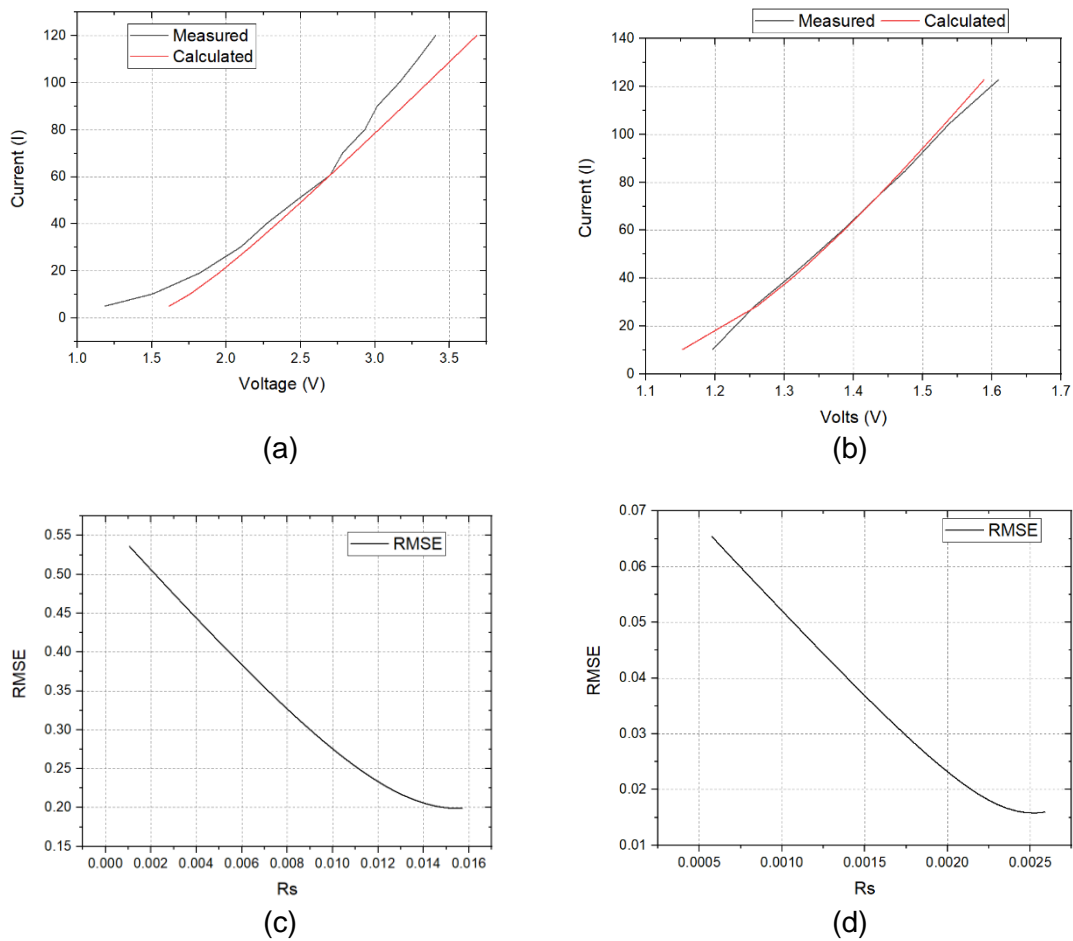 Measured
Calculated
120
100
80
60
40
20
0
Current (I)
1.0 1.5 2.0 2.5 3.0 3.5
Voltage (V)
(a)
Measured Calculated
140
120
100
80
60
40
20
0
Current (I)
1.1 1.2 1.3 1.4 1.5 1.6 1.7
Volts (V)
(b)
RMSE
0.55
0.50
0.45
0.40
0.35
0.30
0.25
0.20
0.15
RMSE
0.000 0.002 0.004 0.006 0.008 0.010 0.012 0.014 0.016
Rs
(c)
RMSE
0.07
0.06
0.05
0.04
0.03
0.02
0.01
RMSE
0.0005 0.0010 0.0015 0.0020 0.0025
Rs
(d)